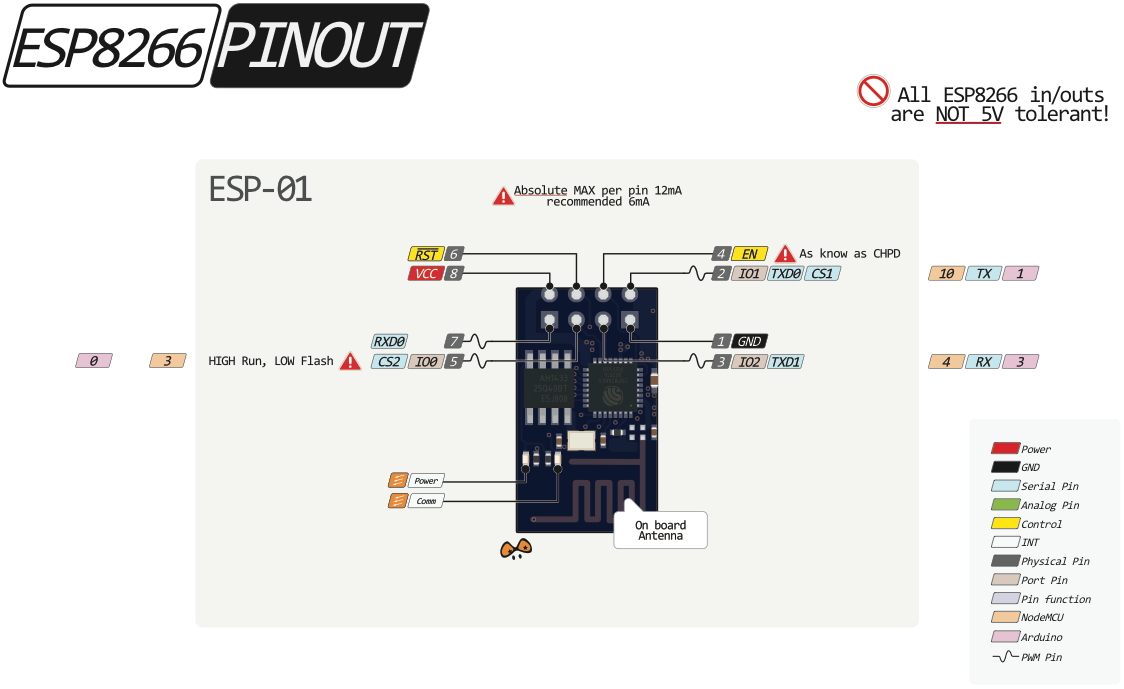 ESP8266 PINOUT
All ESP8266 in/outs
are NOT 5V tolerant!
ESP-01
Absolute MAX per pin 12mA
recommended 6mA
RST 6
4 EN As know as CHPD
VCC 8
2 IO1 TXD0 CS1 10 TX 1
RXD0 7
1 GND
0 3 HIGH Run, LOW Flash CS2 IO0 5
3 IO2 TXD1 4 RX 3
Power
Comm
On board
Antenna
Power
GND
Serial Pin
Analog Pin
Control
INT
Physical Pin
Port Pin
Pin function
NodeMCU
Arduino
PWM Pin